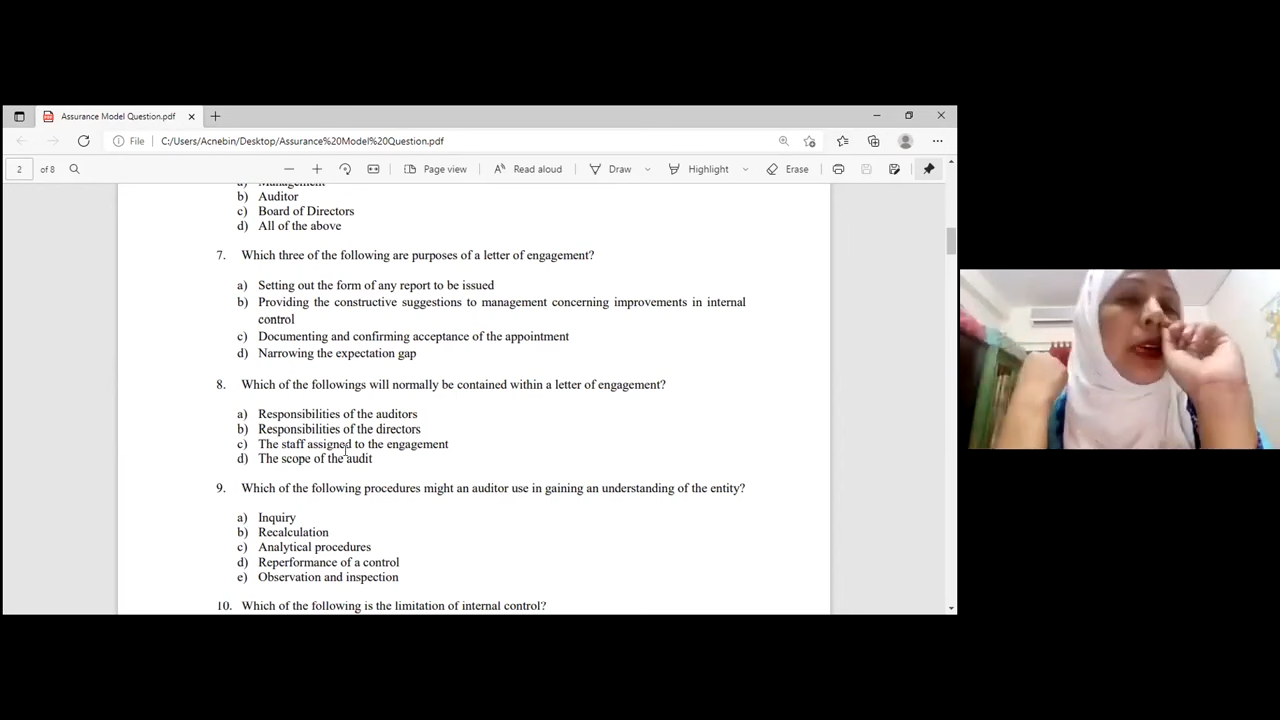 Assurance Model Question.pdf
File C:/Users/Acnebin/Desktop/Assurance%20Model%20Question.pdf
2 of 8 Page view Read aloud Draw Highlight Erase
a) Management
b) Auditor
c) Board of Directors
d) All of the above
7. Which three of the following are purposes of a letter of engagement?
a) Setting out the form of any report to be issued
b) Providing the constructive suggestions to management concerning improvements in internal
control
c) Documenting and confirming acceptance of the appointment
d) Narrowing the expectation gap
8. Which of the followings will normally be contained within a letter of engagement?
a) Responsibilities of the auditors
b) Responsibilities of the directors
c) The staff assigned to the engagement
d) The scope of the audit
9. Which of the following procedures might an auditor use in gaining an understanding of the entity?
a) Inquiry
b) Recalculation
c) Analytical procedures
d) Reperformance of a control
e) Observation and inspection
10. Which of the following is the limitation of internal control?